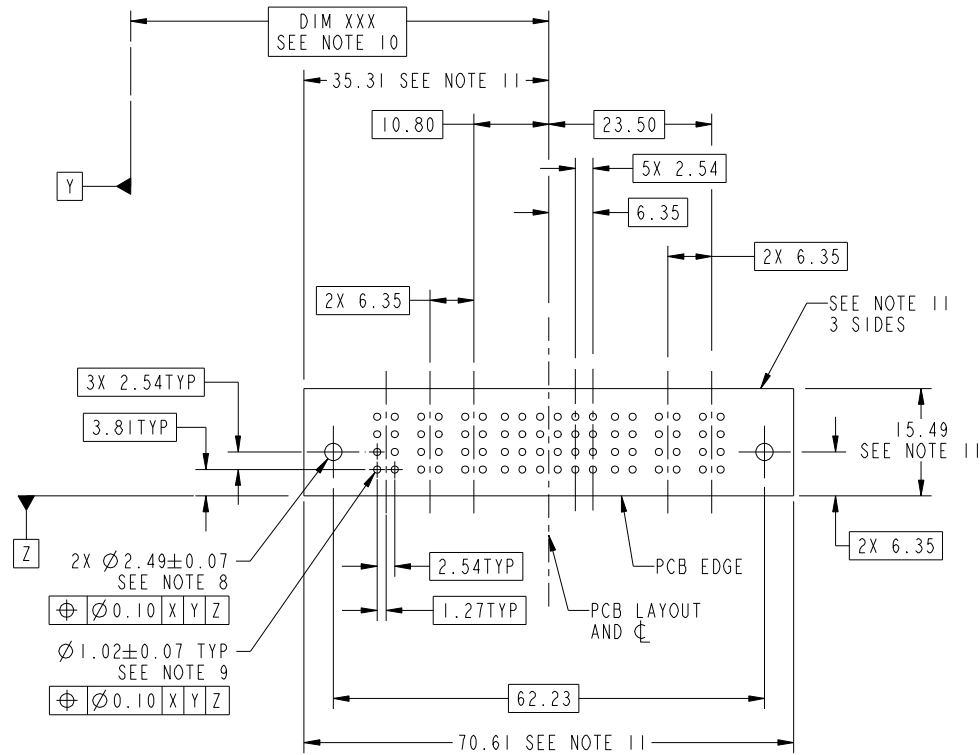 DIM XXX
SEE NOTE 10
35.31 SEE NOTE 11
10.80
23.50
5X 2.54
Y
6.35
2X 6.35
2X 6.35
SEE NOTE 11
3 SIDES
3X 2.54TYP
3.81TYP
15.49
SEE NOTE 11
Z
2X Ø2.49±0.07
SEE NOTE 8
⌖ Ø0.10 X Y Z
2.54TYP
PCB EDGE
2X 6.35
1.27TYP
PCB LAYOUT
AND ℄
Ø1.02±0.07 TYP
SEE NOTE 9
⌖ Ø0.10 X Y Z
62.23
70.61 SEE NOTE 11